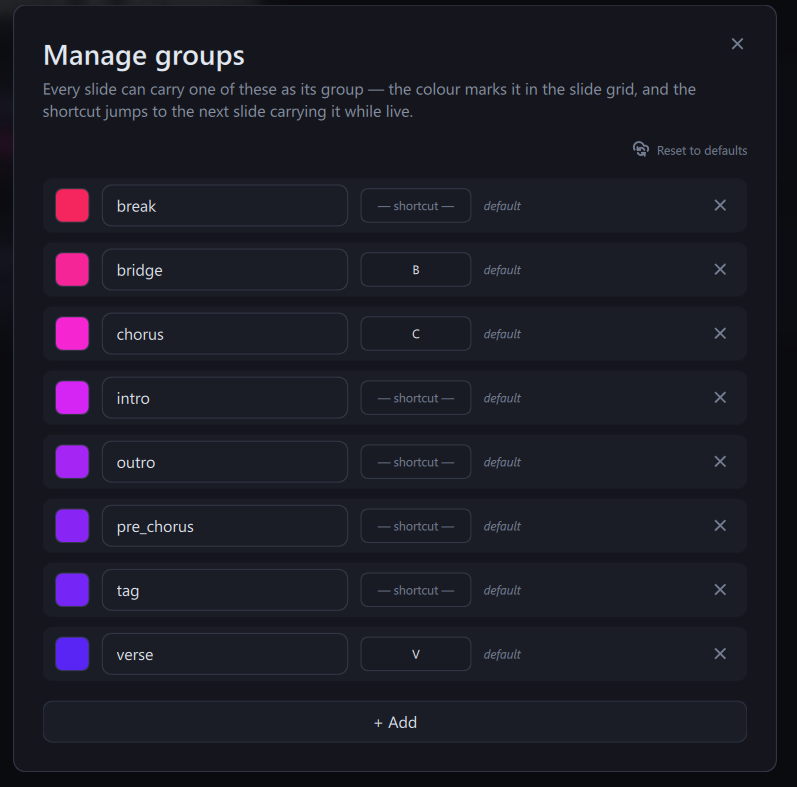 Manage groups
Every slide can carry one of these as its group — the colour marks it in the slide grid, and the
shortcut jumps to the next slide carrying it while live.
Reset to defaults
break — shortcut — default
bridge B default
chorus C default
intro — shortcut — default
outro — shortcut — default
pre_chorus — shortcut — default
tag — shortcut — default
verse V default
+ Add